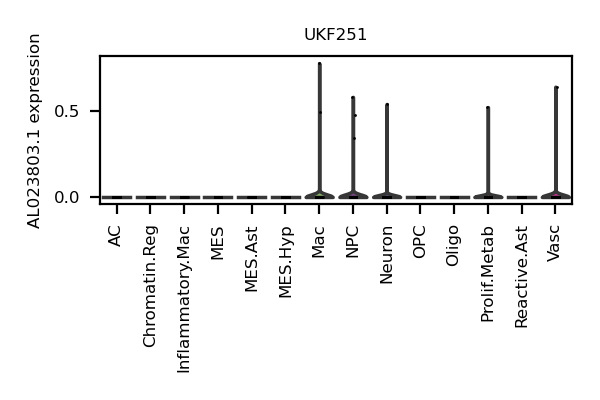 UKF251
AL023803.1 expression
0.5
0.0
AC
Chromatin.Reg
Inflammatory.Mac
MES
MES.Ast
MES.Hyp
Mac
NPC
Neuron
OPC
Oligo
Prolif.Metab
Reactive.Ast
Vasc